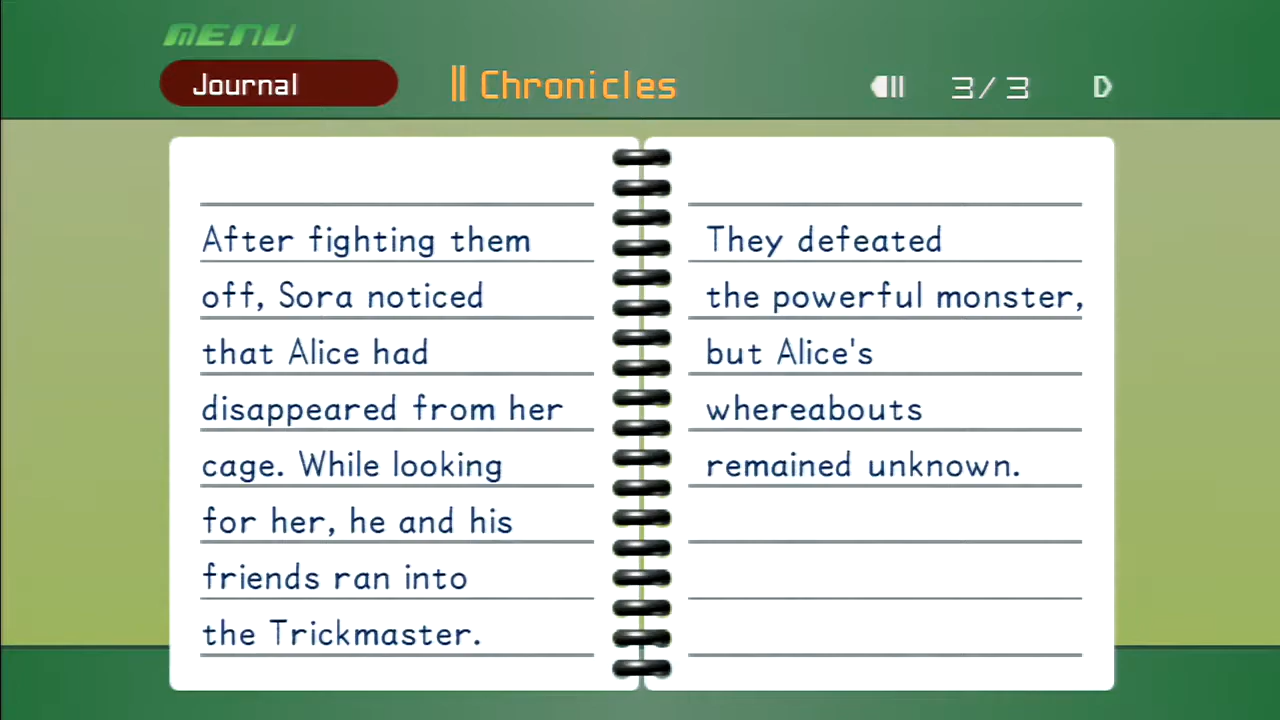 MENU
Journal
Chronicles
3/3
After fighting them
off, Sora noticed
that Alice had
disappeared from her
cage. While looking
for her, he and his
friends ran into
the Trickmaster.
They defeated
the powerful monster,
but Alice's
whereabouts
remained unknown.